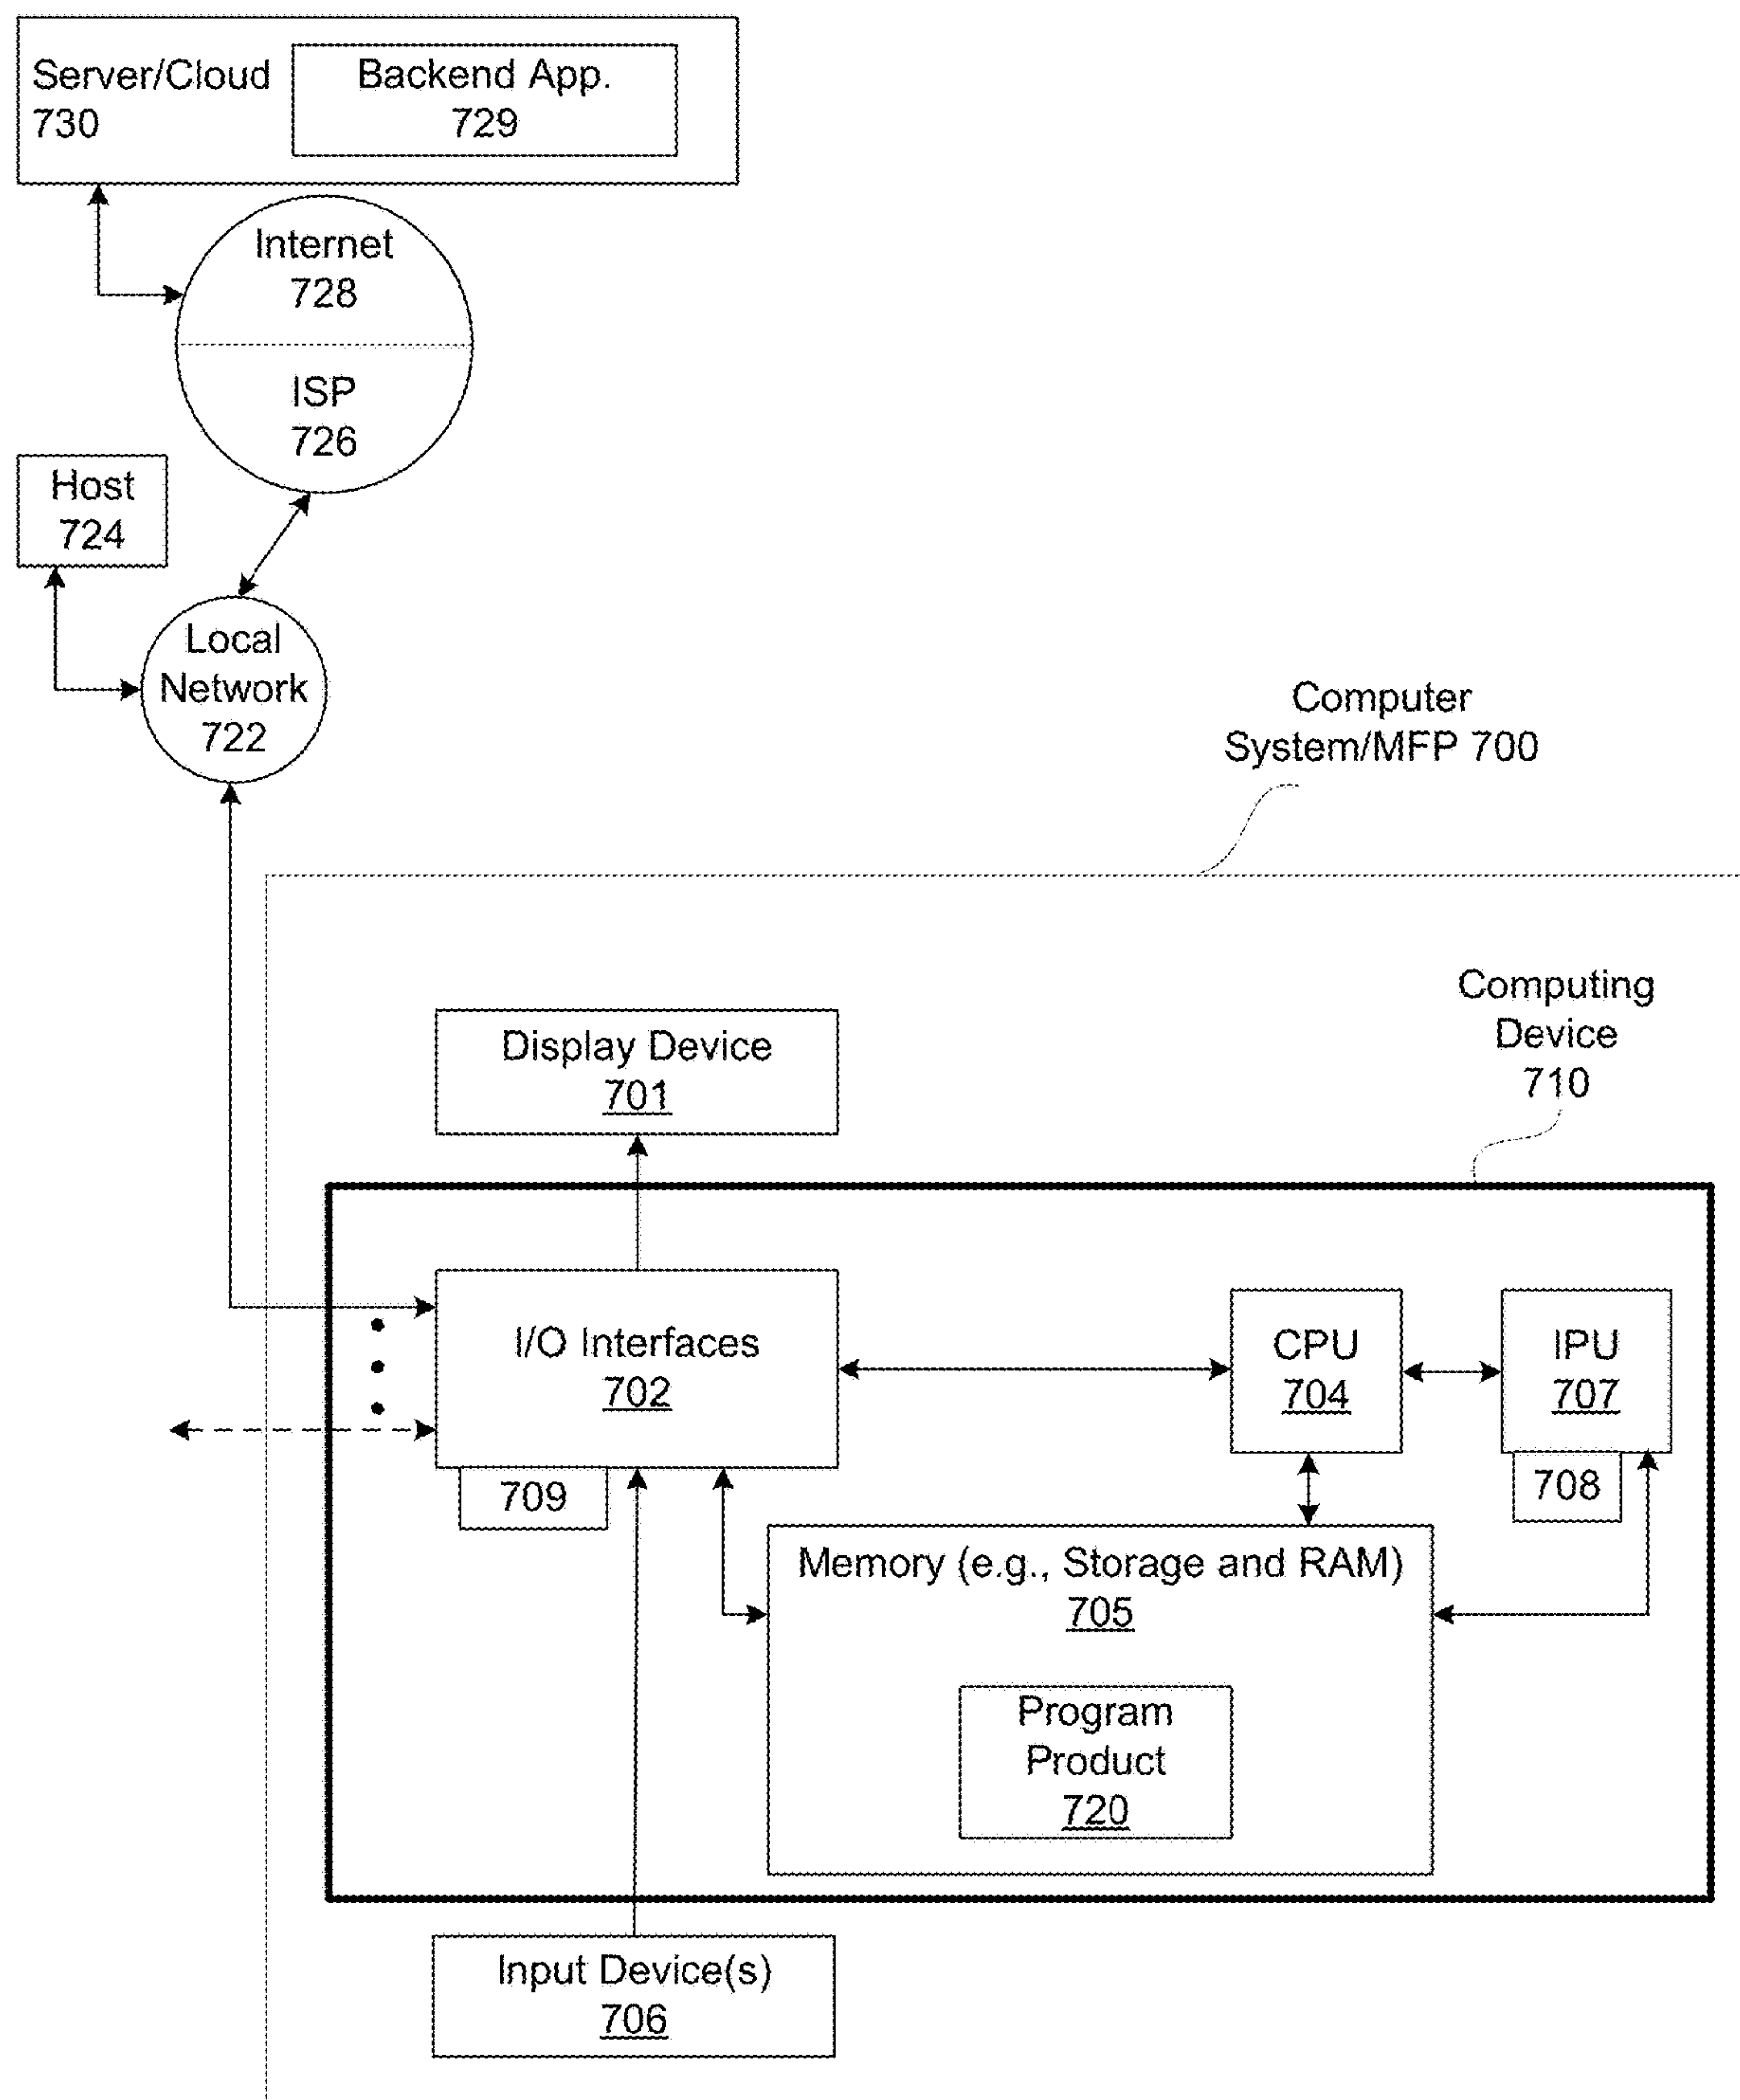 Server/Cloud
730
Backend App.
729
Internet
728
ISP
726
Host
724
Local
Network
722
Computer
System/MFP 700
Computing
Device
710
Display Device
701
I/O Interfaces
702
CPU
704
IPU
707
709
708
Memory (e.g., Storage and RAM)
705
Program
Product
720
Input Device(s)
706